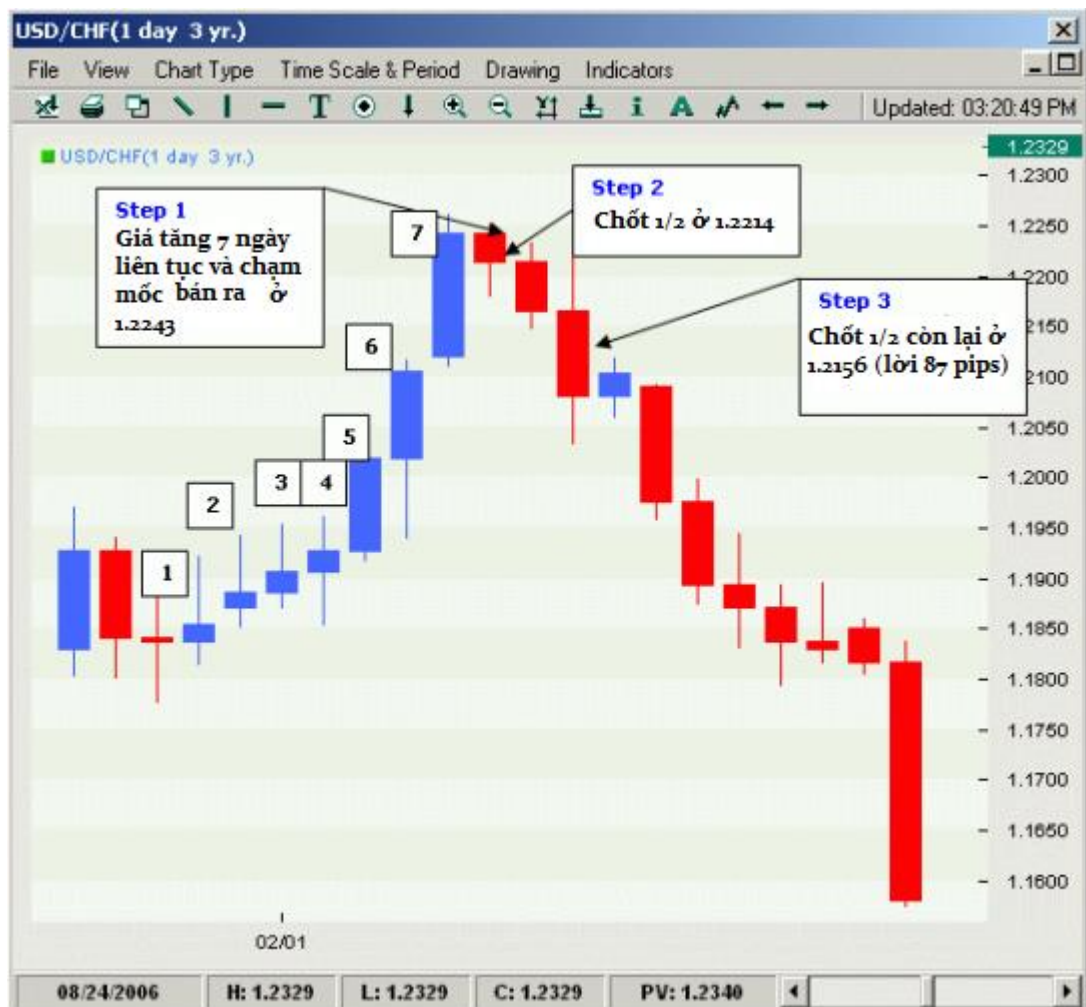 USD/CHF(1 day 3 yr.)
File View Chart Type Time Scale & Period Drawing Indicators
Updated: 03:20:49 PM
USD/CHF(1 day 3 yr.)
1.2329
1.2300
1.2250
1.2200
1.2150
1.2100
1.2050
1.2000
1.1950
1.1900
1.1850
1.1800
1.1750
1.1700
1.1650
1.1600
Step 1
Giá tăng 7 ngày
liên tục và chạm
mốc bán ra ở
1.2243
Step 2
Chốt 1/2 ở 1.2214
Step 3
Chốt 1/2 còn lại ở
1.2156 (lời 87 pips)
7
6
5
3
4
2
1
02/01
08/24/2006 H: 1.2329 L: 1.2329 C: 1.2329 PV: 1.2340